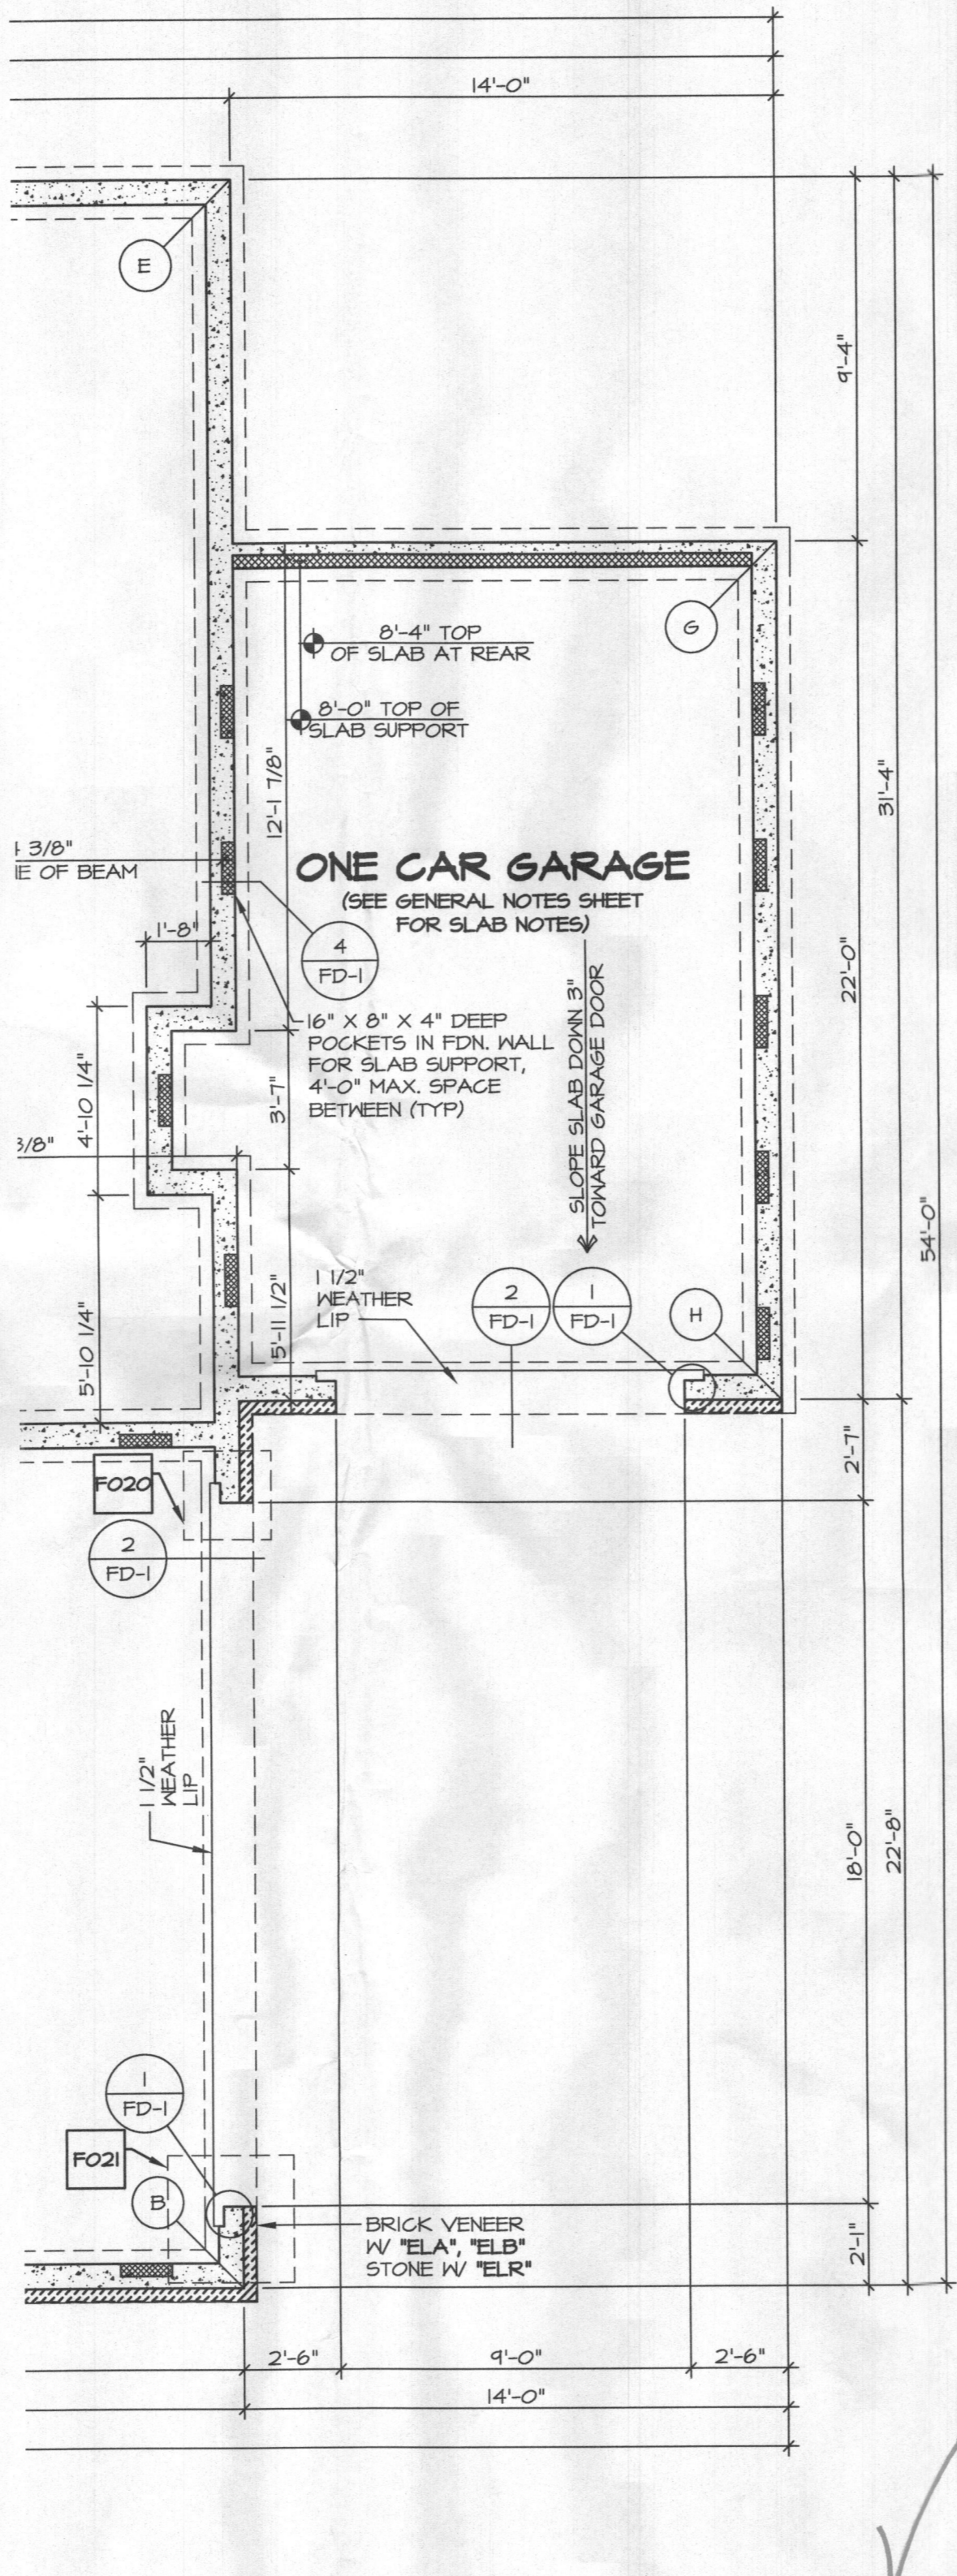 14'-0"
E
9'-4"
G
8'-4" TOP
OF SLAB AT REAR
8'-0" TOP OF
SLAB SUPPORT
12'-1 7/8"
31'-4"
3/8"
OF BEAM
ONE CAR GARAGE
(SEE GENERAL NOTES SHEET
FOR SLAB NOTES)
1'-8"
4
FD-1
22'-0"
16" X 8" X 4" DEEP
POCKETS IN FDN. WALL
FOR SLAB SUPPORT,
4'-0" MAX. SPACE
BETWEEN (TYP)
SLOPE SLAB DOWN 3"
TOWARD GARAGE DOOR
4'-10 1/4"
3'-7"
3/8"
54'-0"
1 1/2"
WEATHER
LIP
2
FD-1
1
FD-1
H
5'-10 1/4"
5'-11 1/2"
2'-7"
FO20
2
FD-1
1 1/2"
WEATHER
LIP
18'-0"
22'-8"
1
FD-1
FO21
B
BRICK VENEER
W/ "ELA", "ELB"
STONE W/ "ELR"
2'-1"
2'-6"
9'-0"
2'-6"
14'-0"